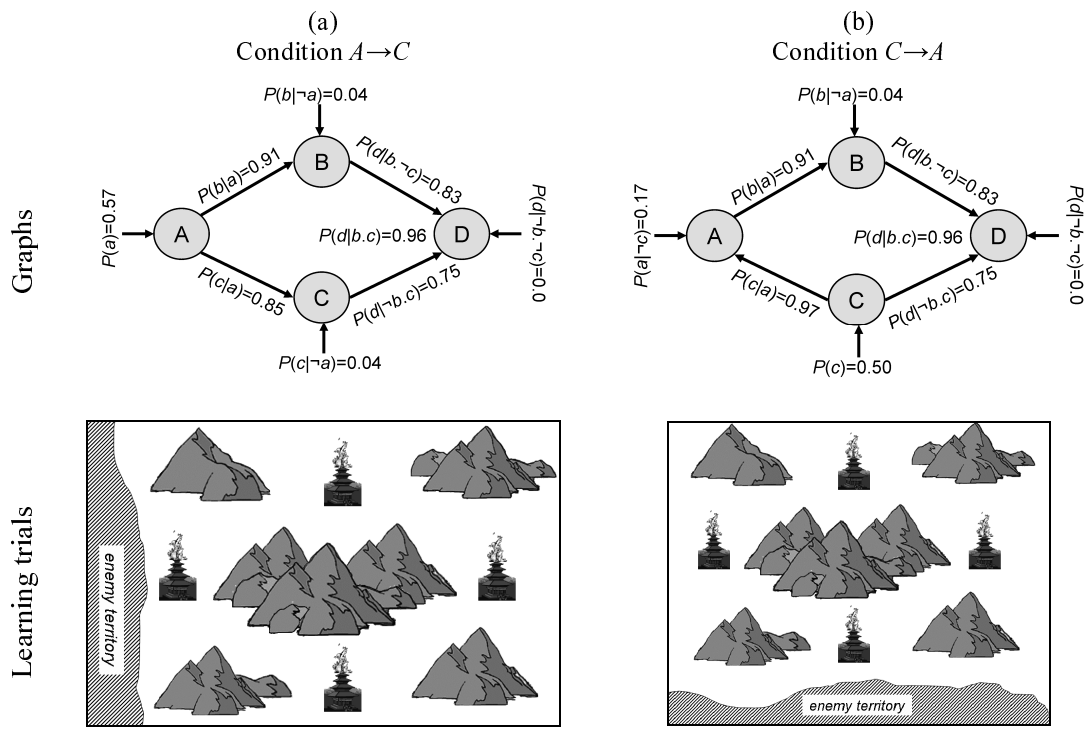 (a)
Condition A→C
(b)
Condition C→A
Graphs
P(b|¬a)=0.04
P(b|a)=0.91
P(d|b.¬c)=0.83
P(a)=0.57
A
B
C
D
P(d|b.c)=0.96
P(d|¬b.¬c)=0.0
P(c|a)=0.85
P(d|¬b.c)=0.75
P(c|¬a)=0.04
P(b|¬a)=0.04
P(b|a)=0.91
P(d|b.¬c)=0.83
P(a|¬c)=0.17
A
B
C
D
P(d|b.c)=0.96
P(d|¬b.¬c)=0.0
P(c|a)=0.97
P(d|¬b.c)=0.75
P(c)=0.50
Learning trials
enemy territory
enemy territory